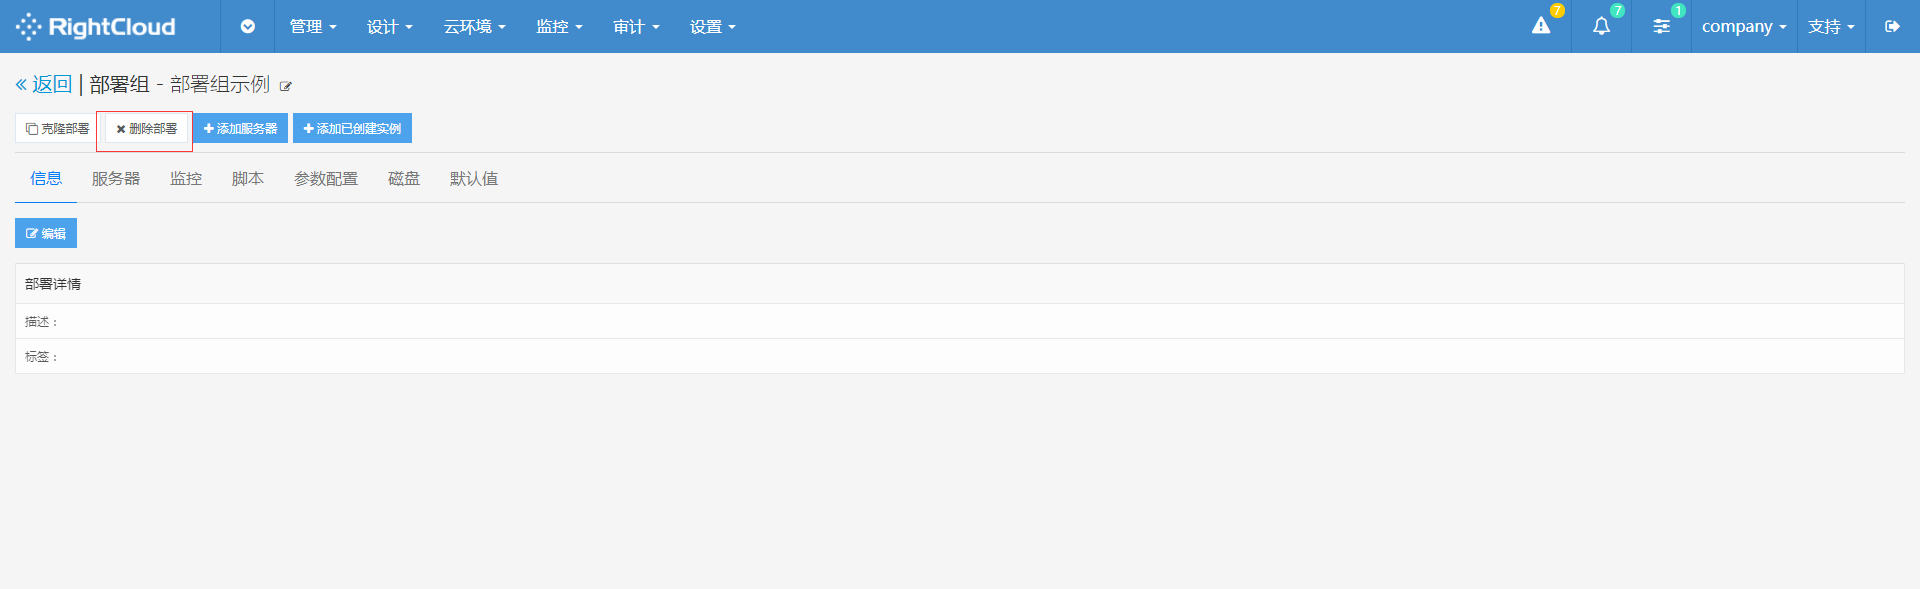 RightCloud 管理 设计 云环境 监控 审计 设置 7 7 1 company 支持
返回 | 部署组 - 部署组示例
克隆部署 删除部署 添加服务器 添加已创建实例
信息 服务器 监控 脚本 参数配置 磁盘 默认值
编辑
部署详情
描述：
标签：